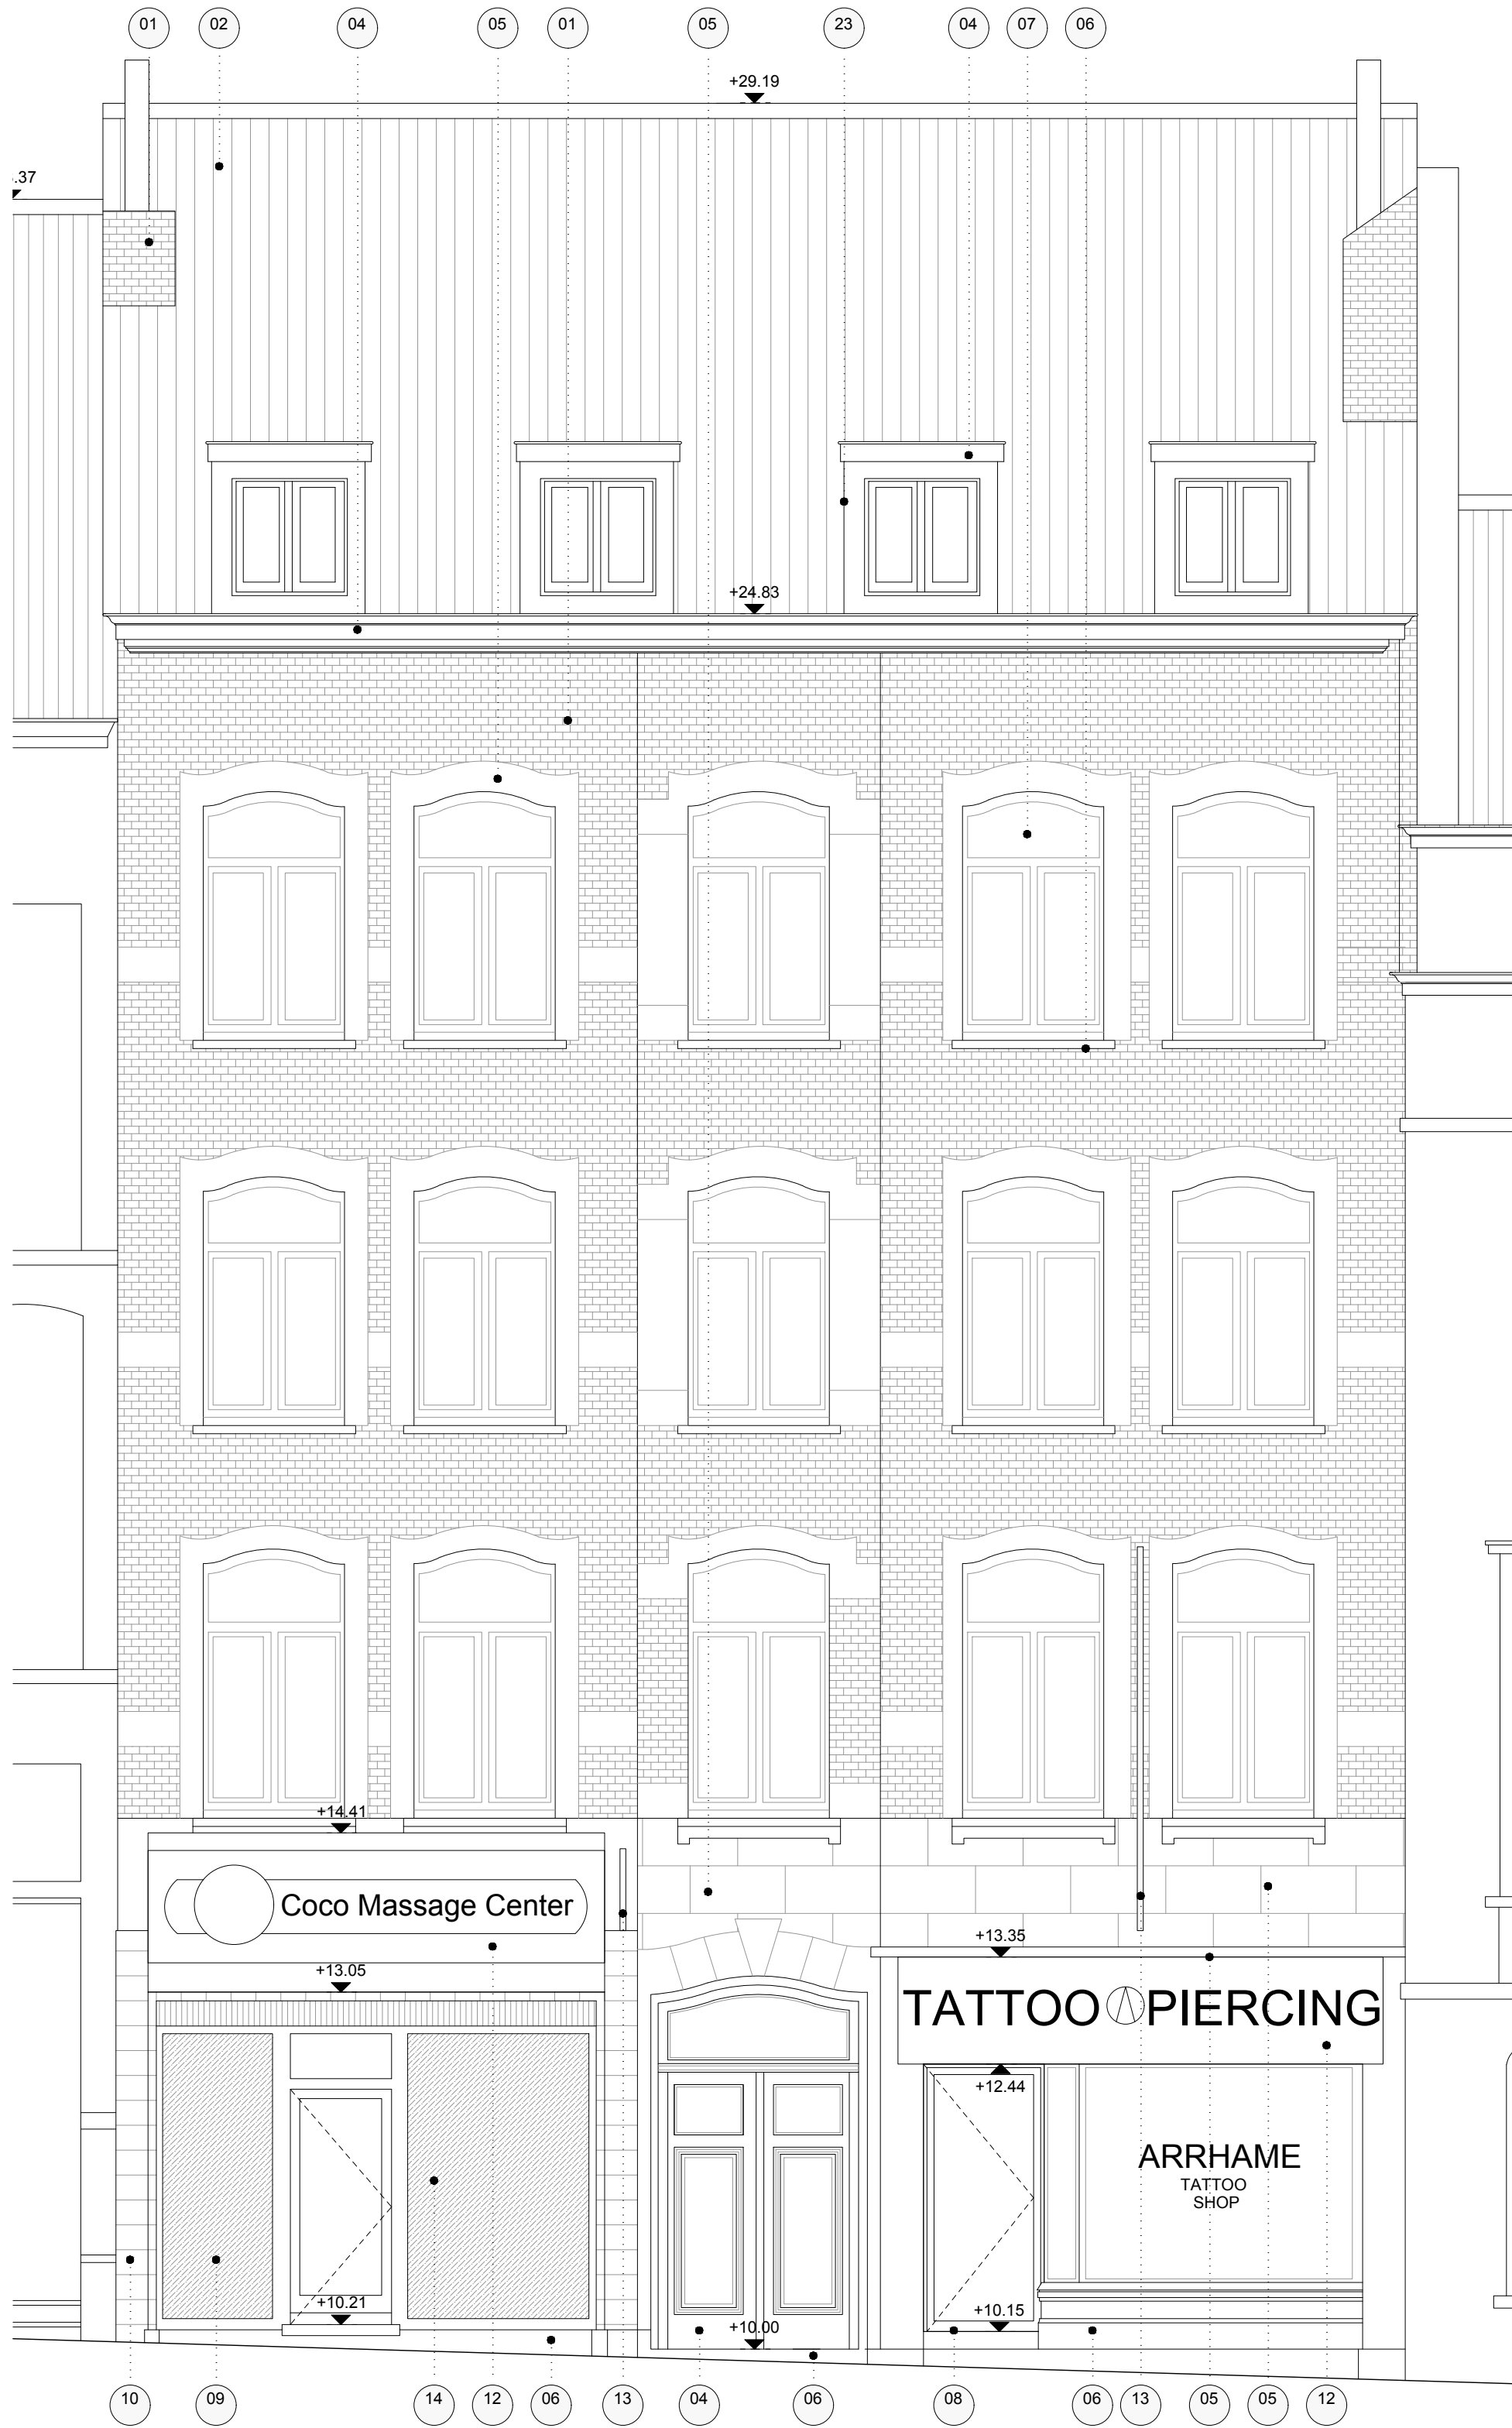 01 02 04 05 01 05 23 04 07 06
+29.19
.37
+24.83
+14.41
Coco Massage Center
+13.35
+13.05
TATTOO PIERCING
+12.44
ARRHAME
TATTOO
SHOP
+10.21
+10.15
+10.00
10 09 14 12 06 13 04 06 08 06 13 05 05 12